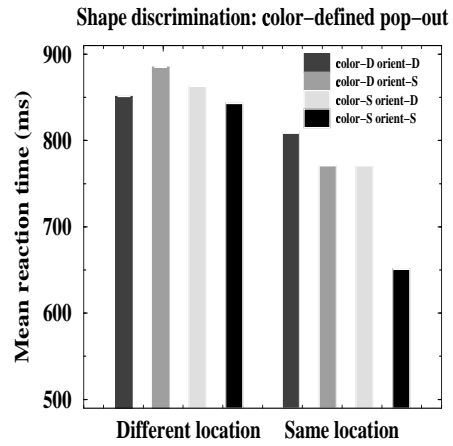 Shape discrimination: color-defined pop-out
color-D orient-D
color-D orient-S
color-S orient-D
color-S orient-S
Mean reaction time (ms)
900
800
700
600
500
Different location
Same location